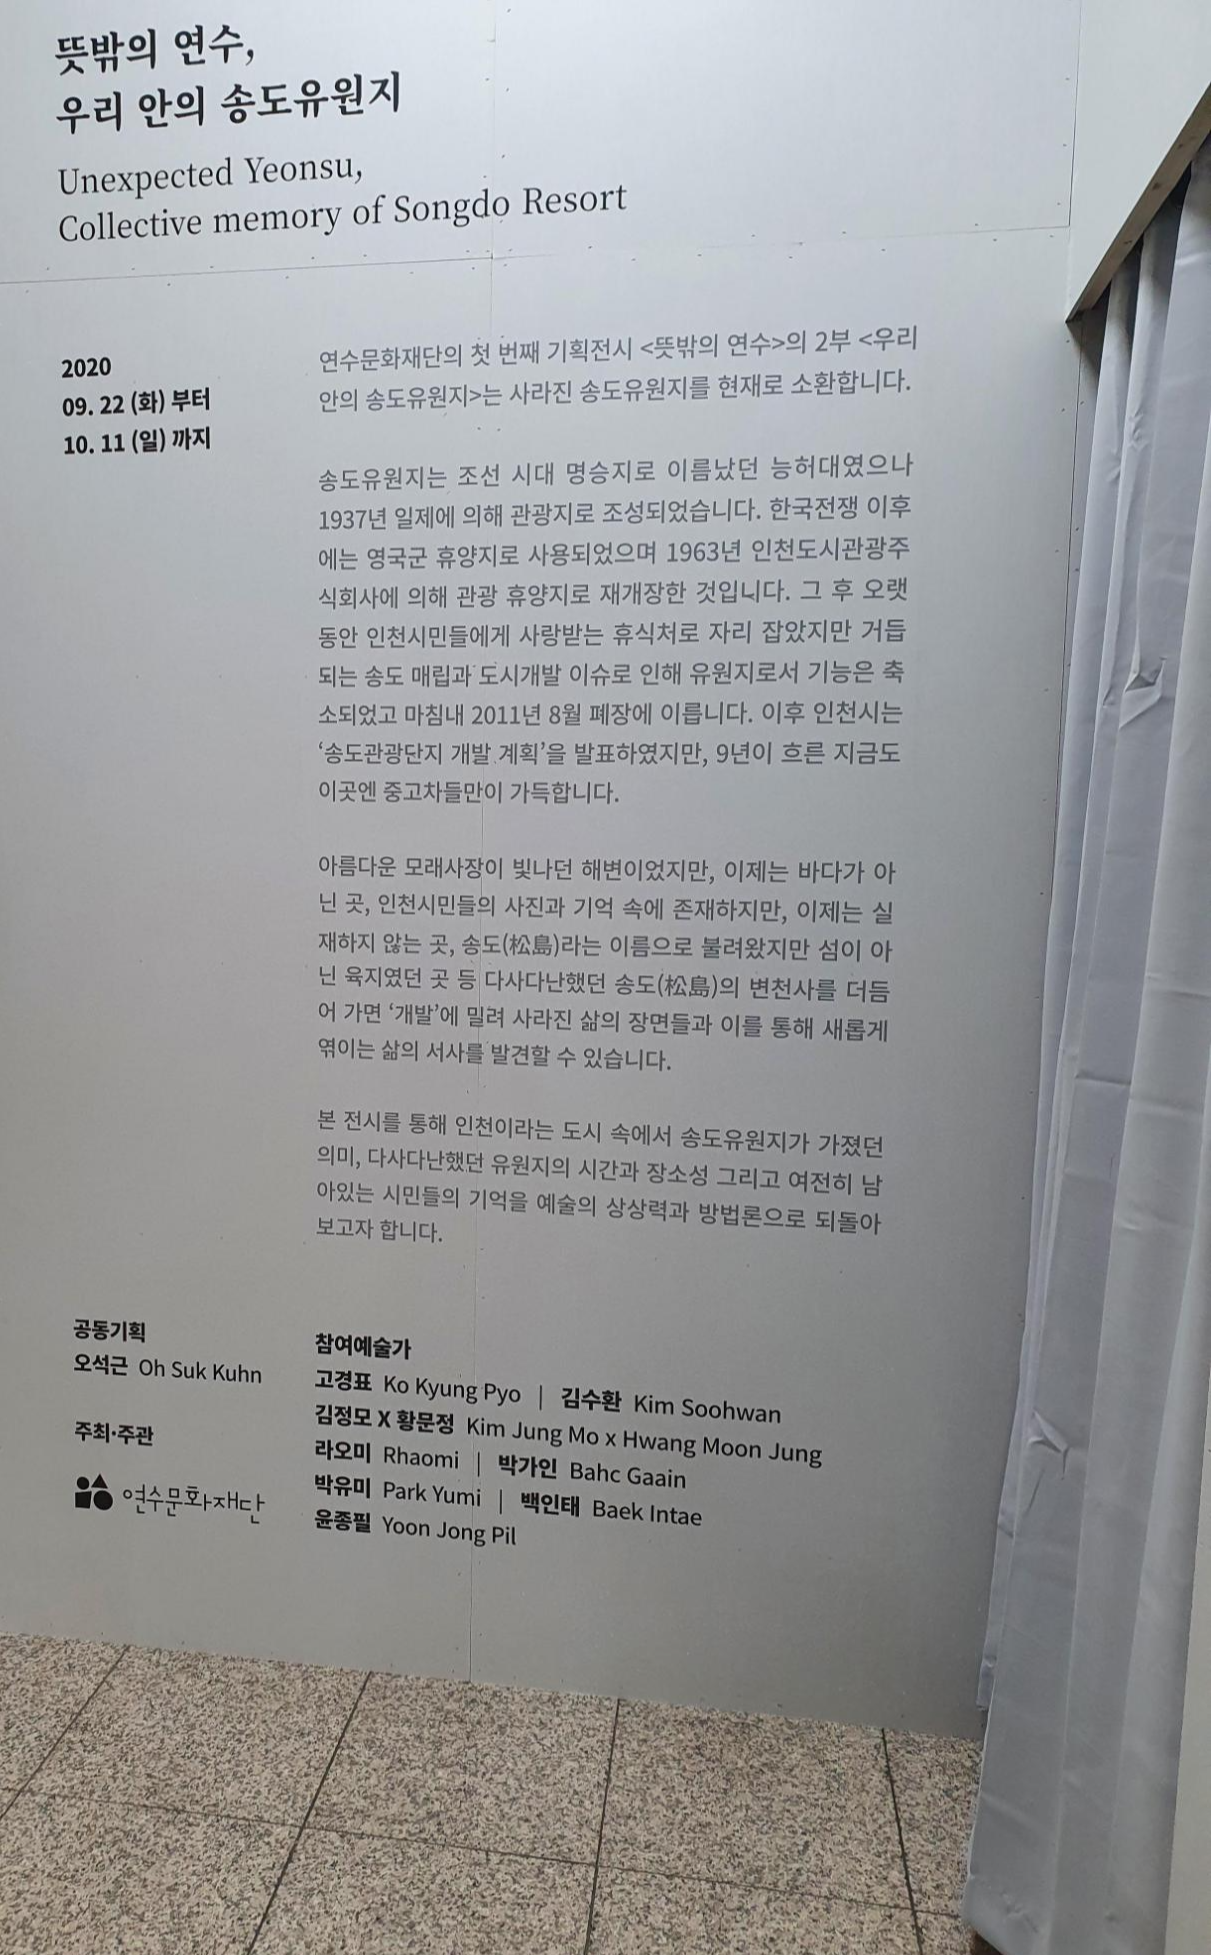 뜻밖의 연수,
우리 안의 송도유원지
Unexpected Yeonsu,
Collective memory of Songdo Resort
2020
09. 22 (화) 부터
10. 11 (일) 까지
연수문화재단의 첫 번째 기획전시 <뜻밖의 연수>의 2부 <우리
안의 송도유원지>는 사라진 송도유원지를 현재로 소환합니다.
송도유원지는 조선 시대 명승지로 이름났던 능허대였으나
1937년 일제에 의해 관광지로 조성되었습니다. 한국전쟁 이후
에는 영국군 휴양지로 사용되었으며 1963년 인천도시관광주
식회사에 의해 관광 휴양지로 재개장한 것입니다. 그 후 오랫
동안 인천시민들에게 사랑받는 휴식처로 자리 잡았지만 거듭
되는 송도 매립과 도시개발 이슈로 인해 유원지로서 기능은 축
소되었고 마침내 2011년 8월 폐장에 이릅니다. 이후 인천시는
‘송도관광단지 개발 계획’을 발표하였지만, 9년이 흐른 지금도
이곳엔 중고차들만이 가득합니다.
아름다운 모래사장이 빛나던 해변이었지만, 이제는 바다가 아
닌 곳, 인천시민들의 사진과 기억 속에 존재하지만, 이제는 실
재하지 않는 곳, 송도(松島)라는 이름으로 불려왔지만 섬이 아
닌 육지였던 곳 등 다사다난했던 송도(松島)의 변천사를 더듬
어 가면 ‘개발’에 밀려 사라진 삶의 장면들과 이를 통해 새롭게
엮이는 삶의 서사를 발견할 수 있습니다.
본 전시를 통해 인천이라는 도시 속에서 송도유원지가 가졌던
의미, 다사다난했던 유원지의 시간과 장소성 그리고 여전히 남
아있는 시민들의 기억을 예술의 상상력과 방법론으로 되돌아
보고자 합니다.
공동기획
오석근 Oh Suk Kuhn
주최·주관
연수문화재단
참여예술가
고경표 Ko Kyung Pyo | 김수환 Kim Soohwan
김정모 X 황문정 Kim Jung Mo x Hwang Moon Jung
라오미 Rhaomi | 박가인 Bahc Gaain
박유미 Park Yumi | 백인태 Baek Intae
윤종필 Yoon Jong Pil